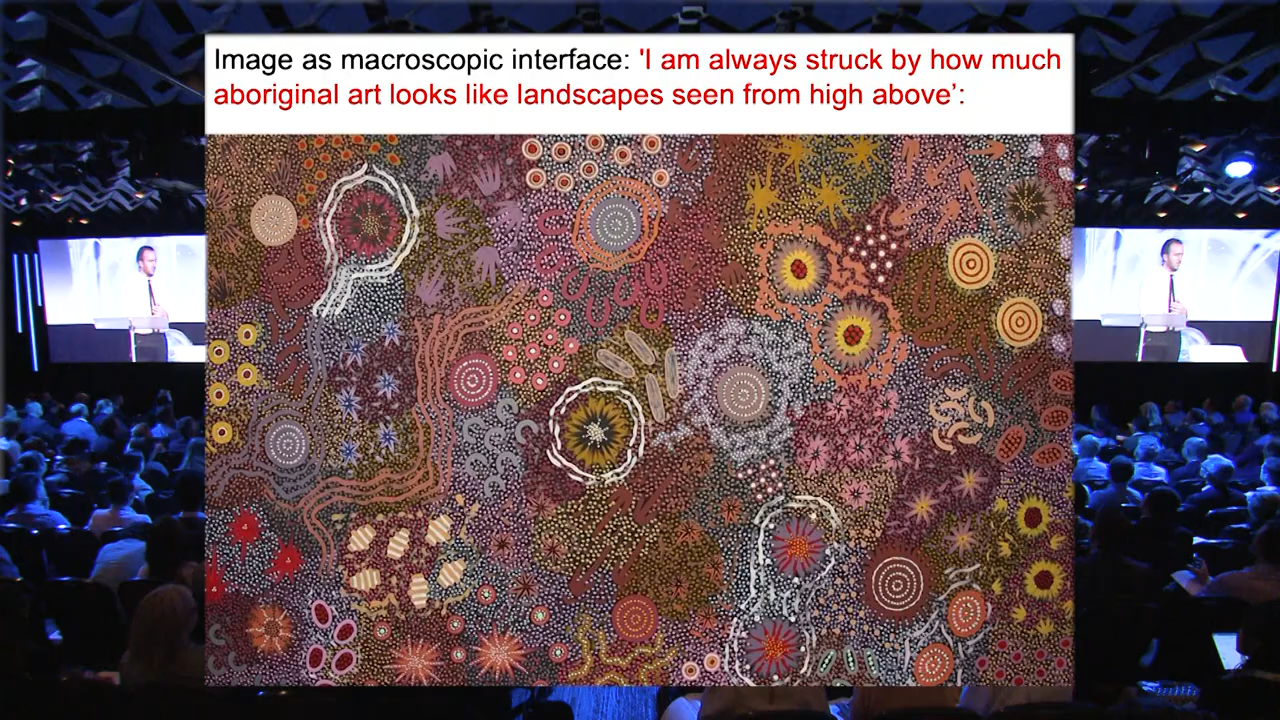 Image as macroscopic interface: 'I am always struck by how much
aboriginal art looks like landscapes seen from high above’: